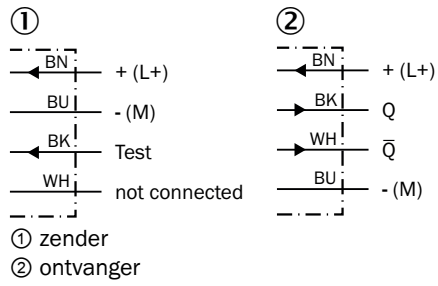 ①
BN + (L+)
BU - (M)
BK Test
WH not connected
②
BN + (L+)
BK Q
WH Q̅
BU - (M)
① zender
② ontvanger